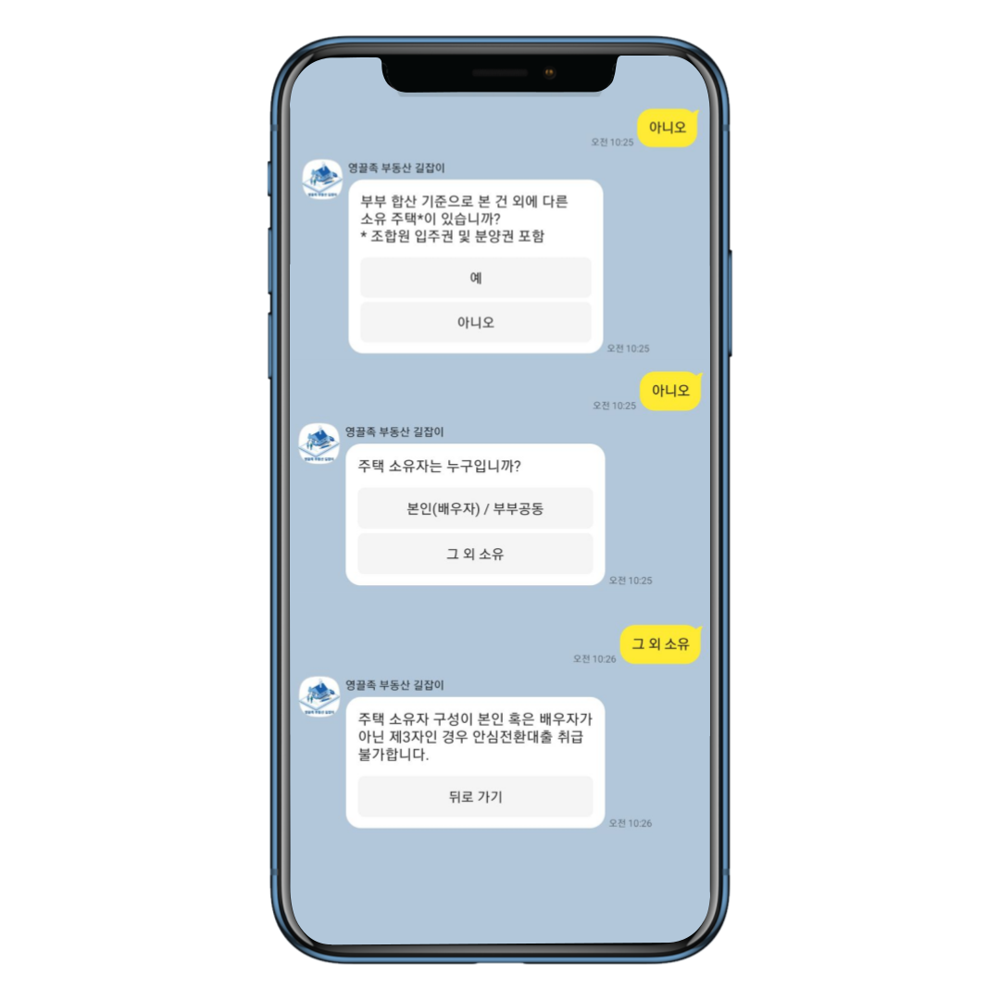 아니오
오전 10:25
영끌족 부동산 길잡이
부부 합산 기준으로 본 건 외에 다른
소유 주택*이 있습니까?
* 조합원 입주권 및 분양권 포함
예
아니오
오전 10:25
아니오
오전 10:25
영끌족 부동산 길잡이
주택 소유자는 누구입니까?
본인(배우자) / 부부공동
그 외 소유
오전 10:25
그 외 소유
오전 10:26
영끌족 부동산 길잡이
주택 소유자 구성이 본인 혹은 배우자가
아닌 제3자인 경우 안심전환대출 취급
불가합니다.
뒤로 가기
오전 10:26